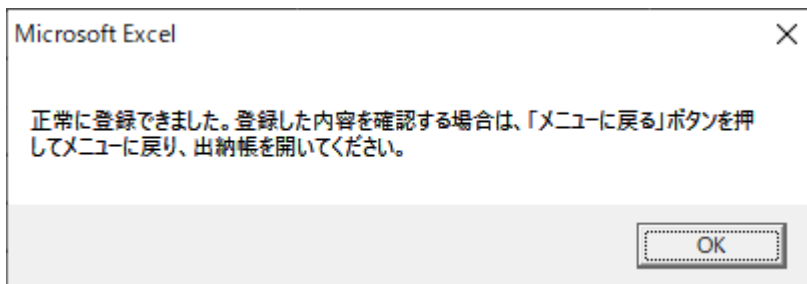 Microsoft Excel
正常に登録できました。登録した内容を確認する場合は、「メニューに戻る」ボタンを押
してメニューに戻り、出納帳を開いてください。
OK